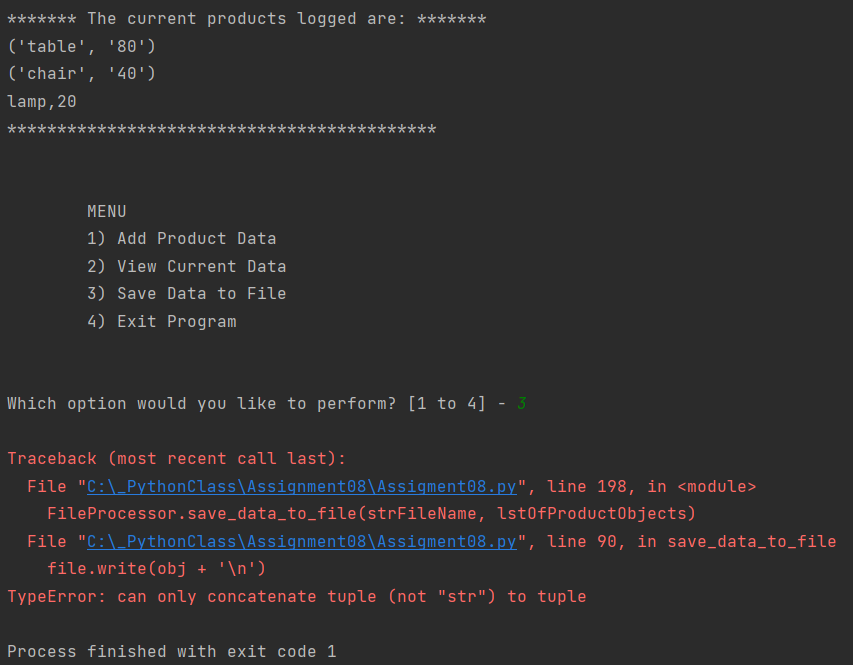 ******* The current products logged are: *******
('table', '80')
('chair', '40')
lamp,20
*******************************************
MENU
1) Add Product Data
2) View Current Data
3) Save Data to File
4) Exit Program
Which option would you like to perform? [1 to 4] - 3
Traceback (most recent call last):
File "C:\_PythonClass\Assignment08\Assigment08.py", line 198, in <module>
FileProcessor.save_data_to_file(strFileName, lstOfProductObjects)
File "C:\_PythonClass\Assignment08\Assigment08.py", line 90, in save_data_to_file
file.write(obj + '\n')
TypeError: can only concatenate tuple (not "str") to tuple
Process finished with exit code 1